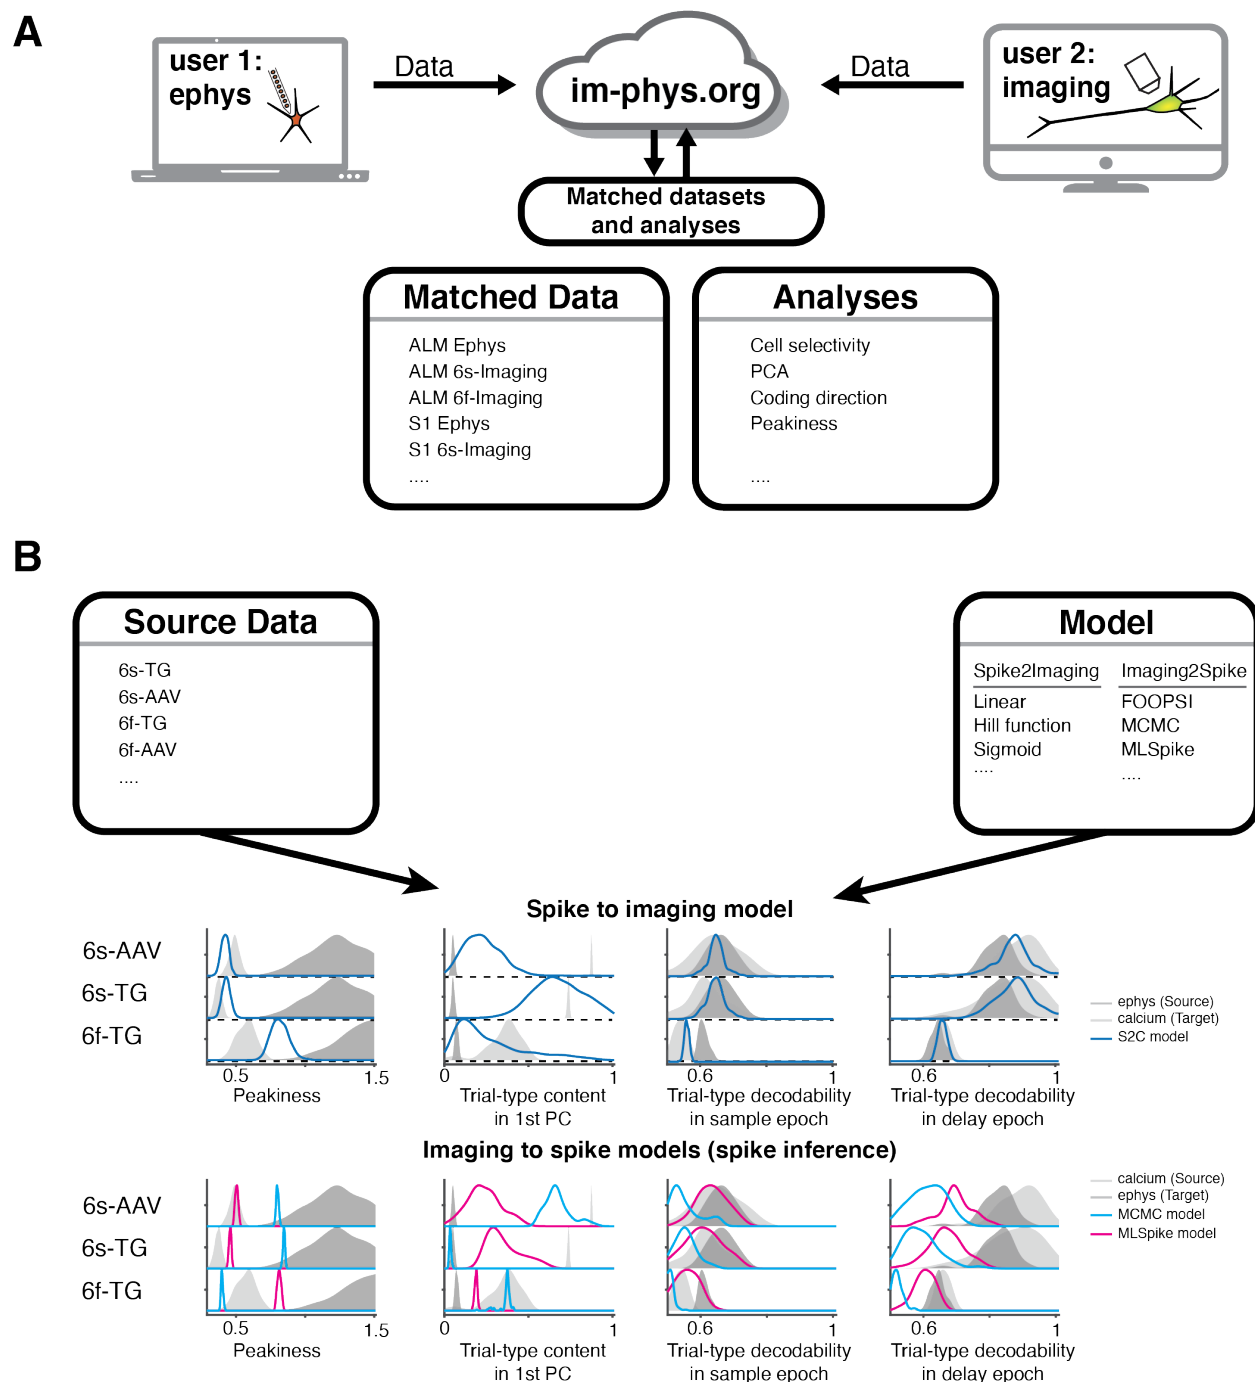 A
user 1:
ephys
Data
im-phys.org
Data
user 2:
imaging
Matched datasets
and analyses
Matched Data
ALM Ephys
ALM 6s-Imaging
ALM 6f-Imaging
S1 Ephys
S1 6s-Imaging
....
Analyses
Cell selectivity
PCA
Coding direction
Peakiness
....
B
Source Data
6s-TG
6s-AAV
6f-TG
6f-AAV
....
Model
Spike2Imaging
Linear
Hill function
Sigmoid
....
Imaging2Spike
FOOPSI
MCMC
MLSpike
....
Spike to imaging model
6s-AAV
6s-TG
6f-TG
0.5 1.5
Peakiness
0 1
Trial-type content
in 1st PC
0.6 1
Trial-type decodability
in sample epoch
0.6 1
Trial-type decodability
in delay epoch
ephys (Source)
calcium (Target)
S2C model
Imaging to spike models (spike inference)
6s-AAV
6s-TG
6f-TG
0.5 1.5
Peakiness
0 1
Trial-type content
in 1st PC
0.6 1
Trial-type decodability
in sample epoch
0.6 1
Trial-type decodability
in delay epoch
calcium (Source)
ephys (Target)
MCMC model
MLSpike model